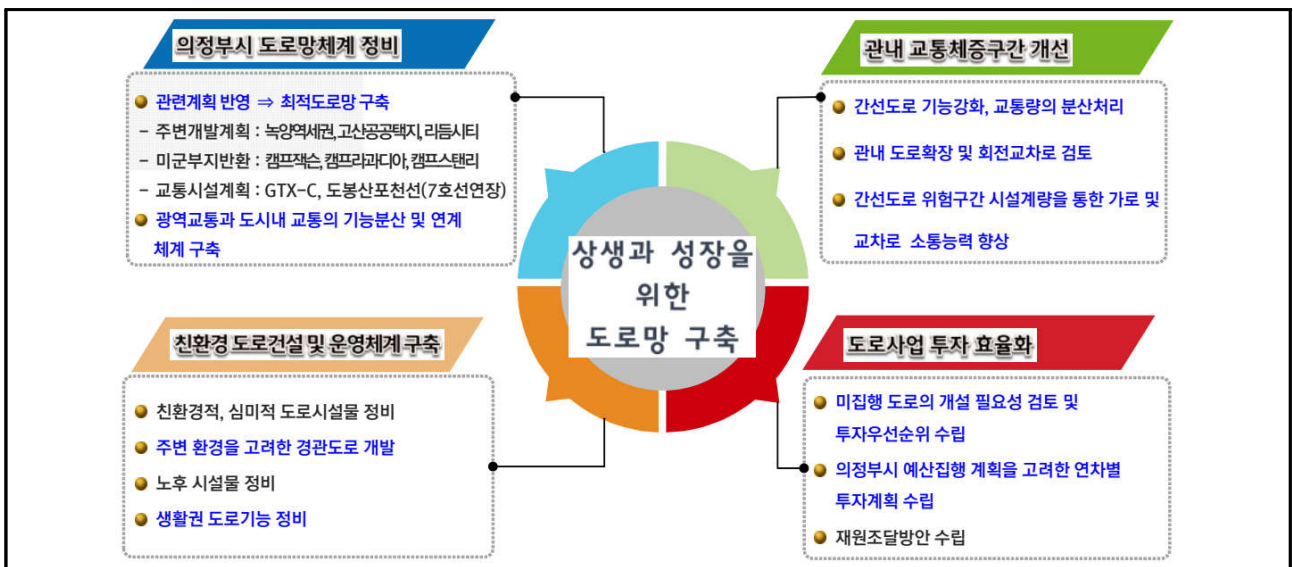 의정부시 도로망체계 정비
관련계획 반영 ⇒ 최적도로망 구축
- 주변개발계획 : 녹양역세권, 고산공공택지, 리듬시티
- 미군부지반환 : 캠프잭슨, 캠프라과디아, 캠프스탠리
- 교통시설계획 : GTX-C, 도봉산포천선(7호선연장)
광역교통과 도시내 교통의 기능분산 및 연계
체계 구축
관내 교통체증구간 개선
간선도로 기능강화, 교통량의 분산처리
관내 도로확장 및 회전교차로 검토
간선도로 위험구간 시설계량을 통한 가로 및
교차로 소통능력 향상
상생과 성장을
위한
도로망 구축
친환경 도로건설 및 운영체계 구축
친환경적, 심미적 도로시설물 정비
주변 환경을 고려한 경관도로 개발
노후 시설물 정비
생활권 도로기능 정비
도로사업 투자 효율화
미집행 도로의 개설 필요성 검토 및
투자우선순위 수립
의정부시 예산집행 계획을 고려한 연차별
투자계획 수립
재원조달방안 수립